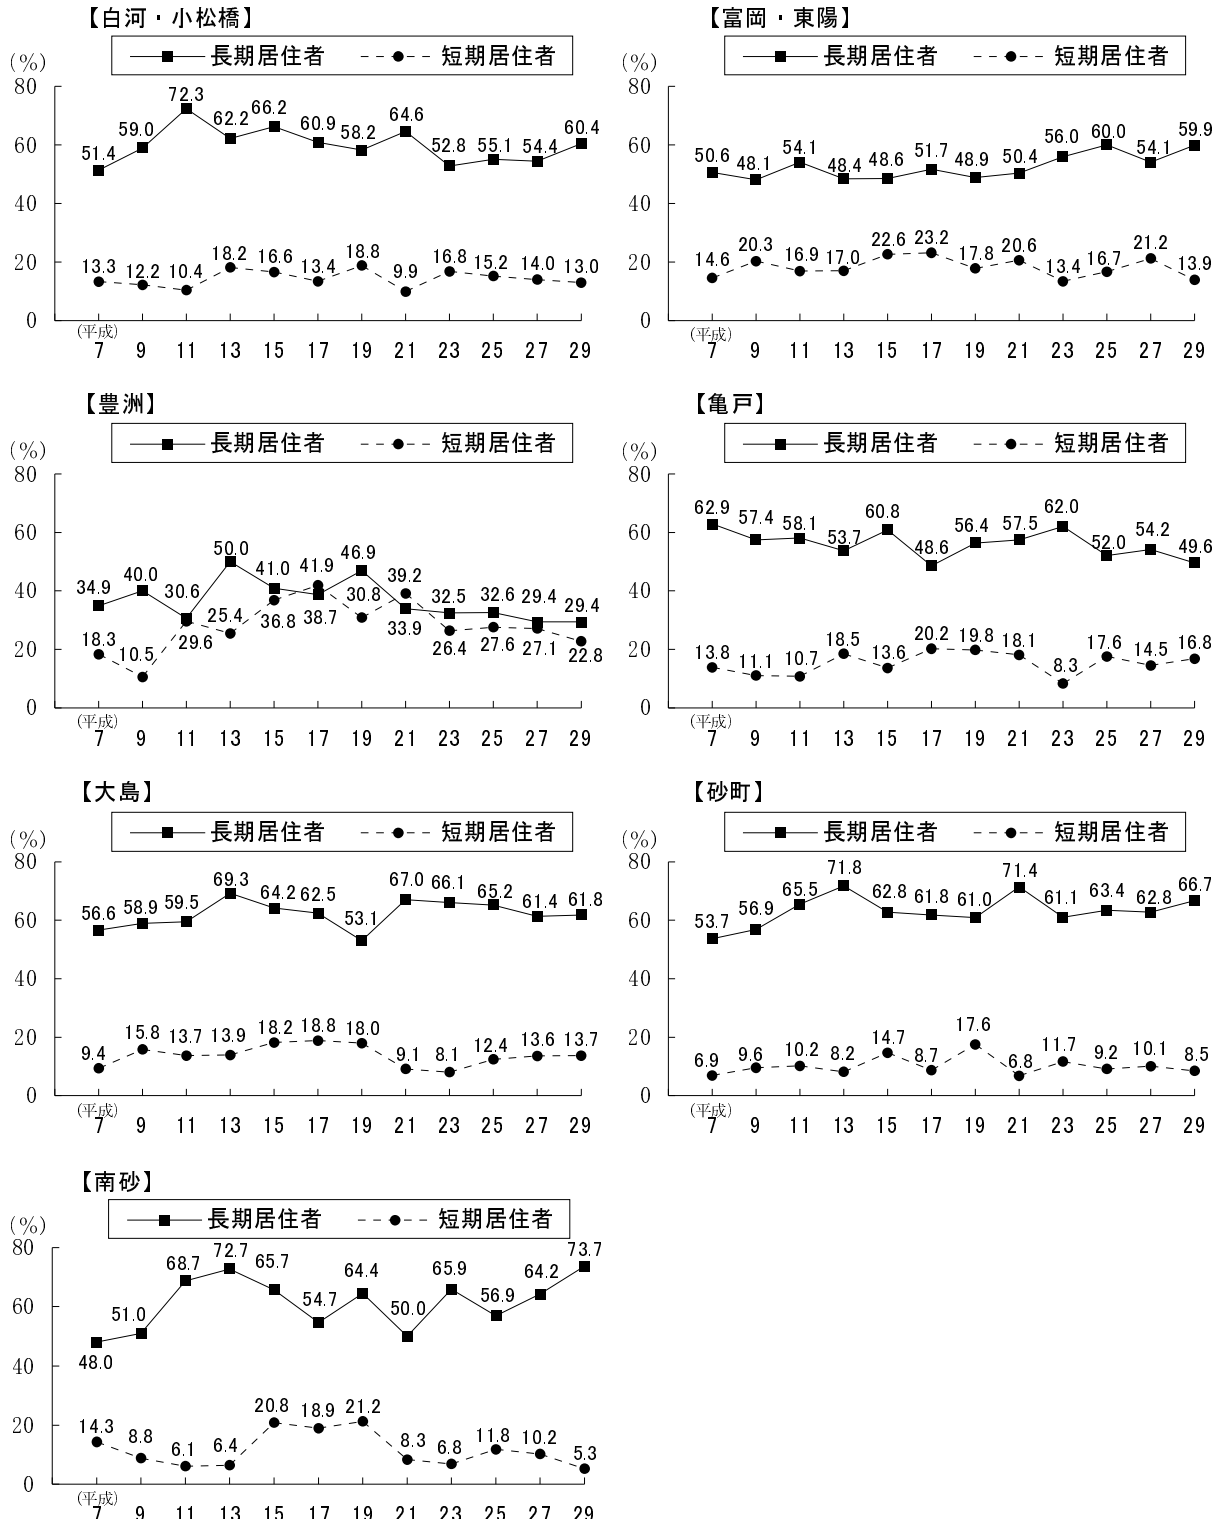 【白河・小松橋】
長期居住者 短期居住者
(%)
80
60
40
20
0
51.4 59.0 72.3 62.2 66.2 60.9 58.2 64.6 52.8 55.1 54.4 60.4
13.3 12.2 10.4 18.2 16.6 13.4 18.8 9.9 16.8 15.2 14.0 13.0
(平成)
7 9 11 13 15 17 19 21 23 25 27 29
【富岡・東陽】
長期居住者 短期居住者
(%)
80
60
40
20
0
50.6 48.1 54.1 48.4 48.6 51.7 48.9 50.4 56.0 60.0 54.1 59.9
14.6 20.3 16.9 17.0 22.6 23.2 17.8 20.6 13.4 16.7 21.2 13.9
(平成)
7 9 11 13 15 17 19 21 23 25 27 29
【豊洲】
長期居住者 短期居住者
(%)
80
60
40
20
0
34.9 40.0 30.6 50.0 41.0 38.7 46.9 33.9 32.5 32.6 29.4 29.4
18.3 10.5 29.6 25.4 36.8 41.9 30.8 39.2 26.4 27.6 27.1 22.8
(平成)
7 9 11 13 15 17 19 21 23 25 27 29
【亀戸】
長期居住者 短期居住者
(%)
80
60
40
20
0
62.9 57.4 58.1 53.7 60.8 48.6 56.4 57.5 62.0 52.0 54.2 49.6
13.8 11.1 10.7 18.5 13.6 20.2 19.8 18.1 8.3 17.6 14.5 16.8
(平成)
7 9 11 13 15 17 19 21 23 25 27 29
【大島】
長期居住者 短期居住者
(%)
80
60
40
20
0
56.6 58.9 59.5 69.3 64.2 62.5 53.1 67.0 66.1 65.2 61.4 61.8
9.4 15.8 13.7 13.9 18.2 18.8 18.0 9.1 8.1 12.4 13.6 13.7
(平成)
7 9 11 13 15 17 19 21 23 25 27 29
【砂町】
長期居住者 短期居住者
(%)
80
60
40
20
0
53.7 56.9 65.5 71.8 62.8 61.8 61.0 71.4 61.1 63.4 62.8 66.7
6.9 9.6 10.2 8.2 14.7 8.7 17.6 6.8 11.7 9.2 10.1 8.5
(平成)
7 9 11 13 15 17 19 21 23 25 27 29
【南砂】
長期居住者 短期居住者
(%)
80
60
40
20
0
48.0 51.0 68.7 72.7 65.7 54.7 64.4 50.0 65.9 56.9 64.2 73.7
14.3 8.8 6.1 6.4 20.8 18.9 21.2 8.3 6.8 11.8 10.2 5.3
(平成)
7 9 11 13 15 17 19 21 23 25 27 29